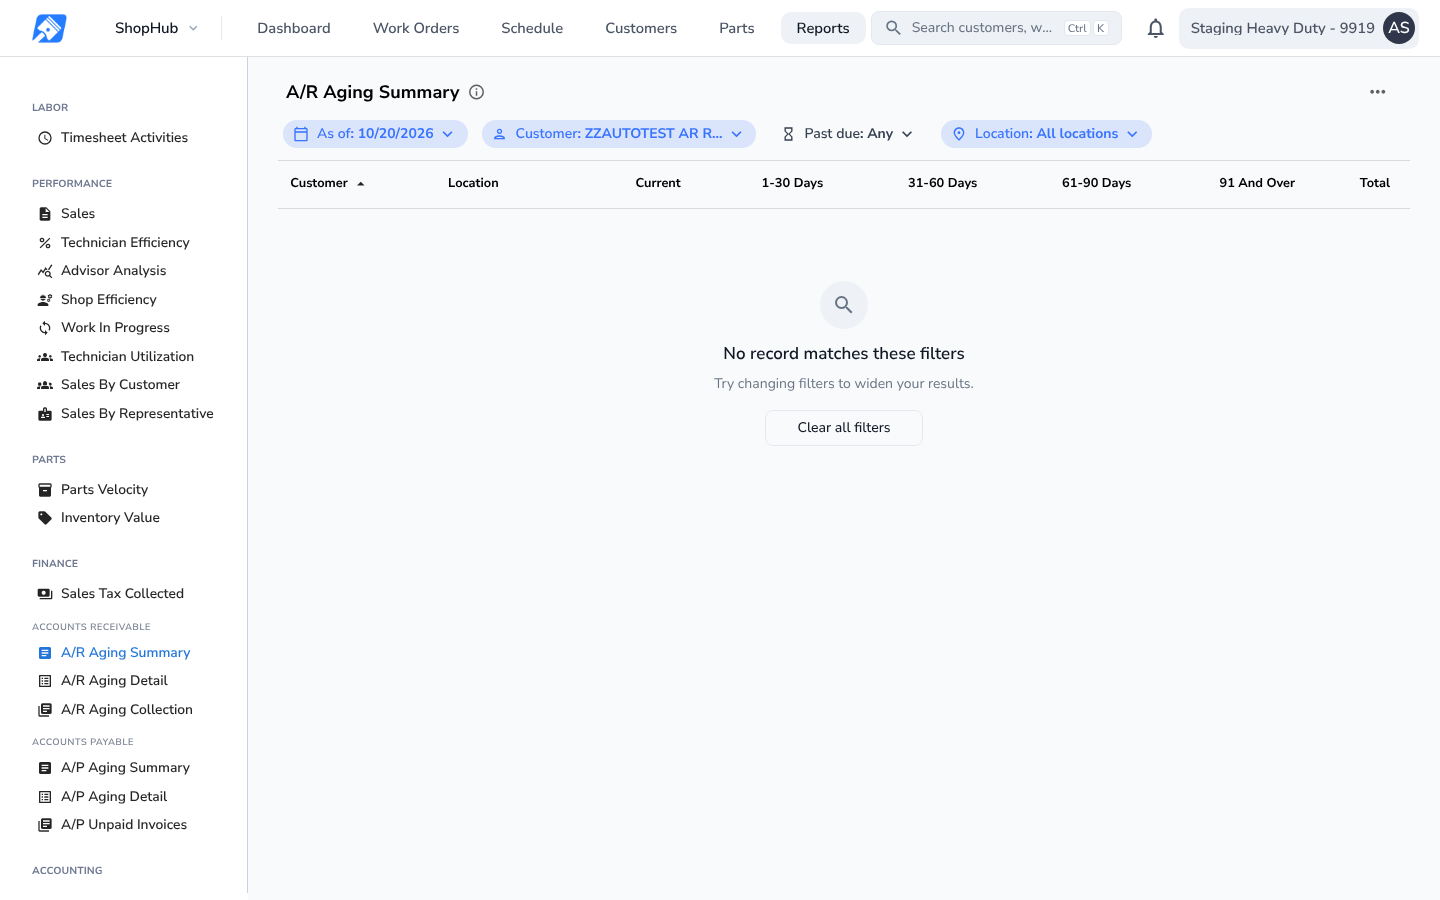 ShopHub
Dashboard
Work Orders
Schedule
Customers
Parts
Reports
Search customers, w...
Ctrl
K
Staging Heavy Duty - 9919
AS
LABOR
Timesheet Activities
PERFORMANCE
Sales
Technician Efficiency
Advisor Analysis
Shop Efficiency
Work In Progress
Technician Utilization
Sales By Customer
Sales By Representative
PARTS
Parts Velocity
Inventory Value
FINANCE
Sales Tax Collected
ACCOUNTS RECEIVABLE
A/R Aging Summary
A/R Aging Detail
A/R Aging Collection
ACCOUNTS PAYABLE
A/P Aging Summary
A/P Aging Detail
A/P Unpaid Invoices
ACCOUNTING
A/R Aging Summary
As of: 10/20/2026
Customer: ZZAUTOTEST AR R...
Past due: Any
Location: All locations
Customer
Location
Current
1-30 Days
31-60 Days
61-90 Days
91 And Over
Total
No record matches these filters
Try changing filters to widen your results.
Clear all filters